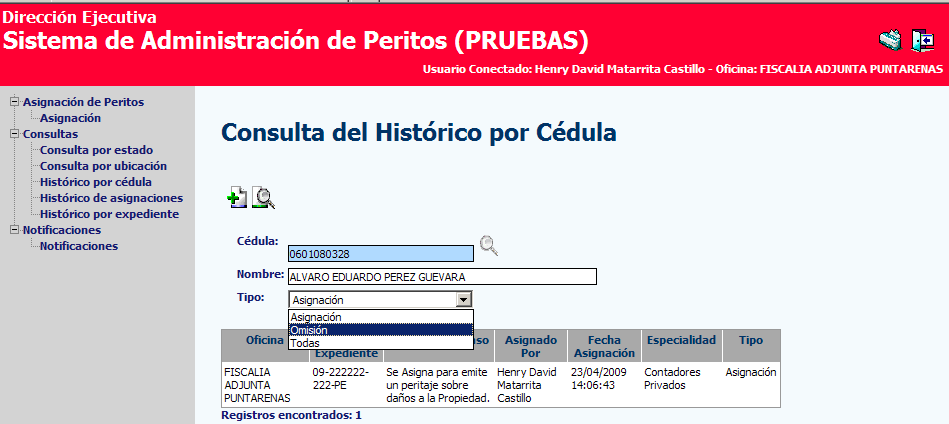 Dirección Ejecutiva
Sistema de Administración de Peritos (PRUEBAS)
Usuario Conectado: Henry David Matarrita Castillo - Oficina: FISCALIA ADJUNTA PUNTARENAS
Asignación de Peritos
Asignación
Consultas
Consulta por estado
Consulta por ubicación
Histórico por cédula
Histórico de asignaciones
Histórico por expediente
Notificaciones
Notificaciones
Consulta del Histórico por Cédula
Cédula: 0601080328
Nombre: ALVARO EDUARDO PEREZ GUEVARA
Tipo: Asignación
Asignación
Omisión
Todas
Oficina Expediente Asignado Por Fecha Asignación Especialidad Tipo
FISCALIA 09-222222- Se Asigna para emite Henry David 23/04/2009 Contadores Asignación
ADJUNTA 222-PE un peritaje sobre Matarrita 14:06:43 Privados
PUNTARENAS daños a la Propiedad. Castillo
Registros encontrados: 1